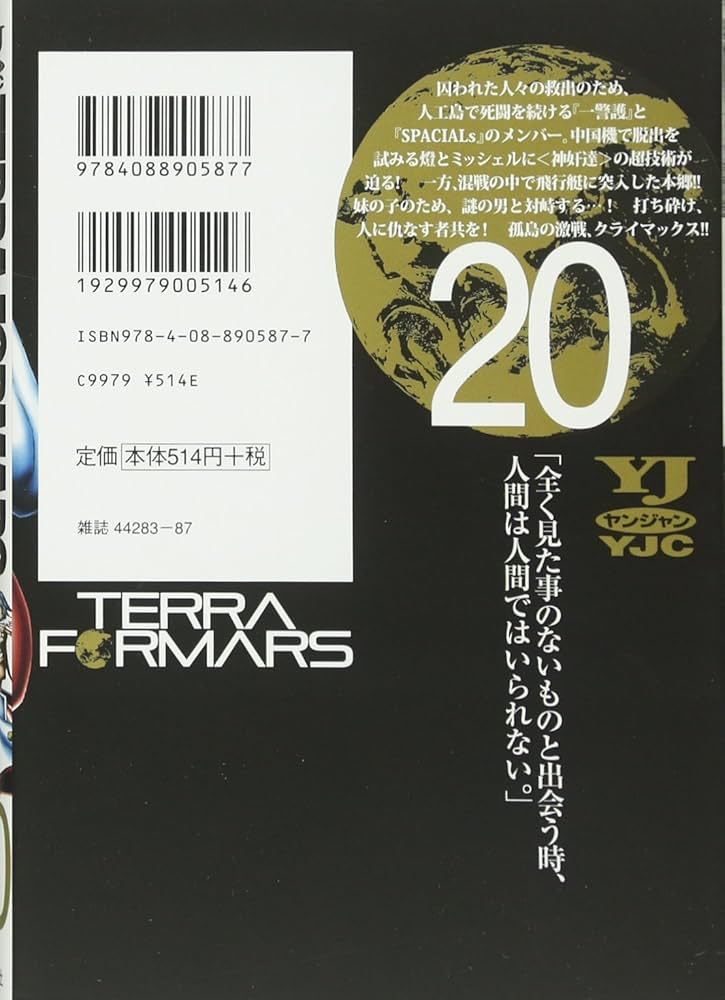 9784088905877
1929979005146
ISBN978-4-08-890587-7
C9979 ¥514E
定価 本体514円+税
雑誌 44283-87
TERRA
FORMARS
囚われた人々の救出のため、
人工島で死闘を続ける『一警護』と
『SPACIALs』のメンバー。中国機で脱出を
試みる燈とミッシェルに<神奸達>の超技術が
迫る! 一方、混戦の中で飛行艇に突入した本郷!!
妹の子のため、謎の男と対峙する…! 打ち砕け、
人に仇なす者共を! 孤島の激戦、クライマックス!!
20
YJ
ヤンジャン
YJC
「全く見た事のないものと出会う時、
人間は人間ではいられない。」